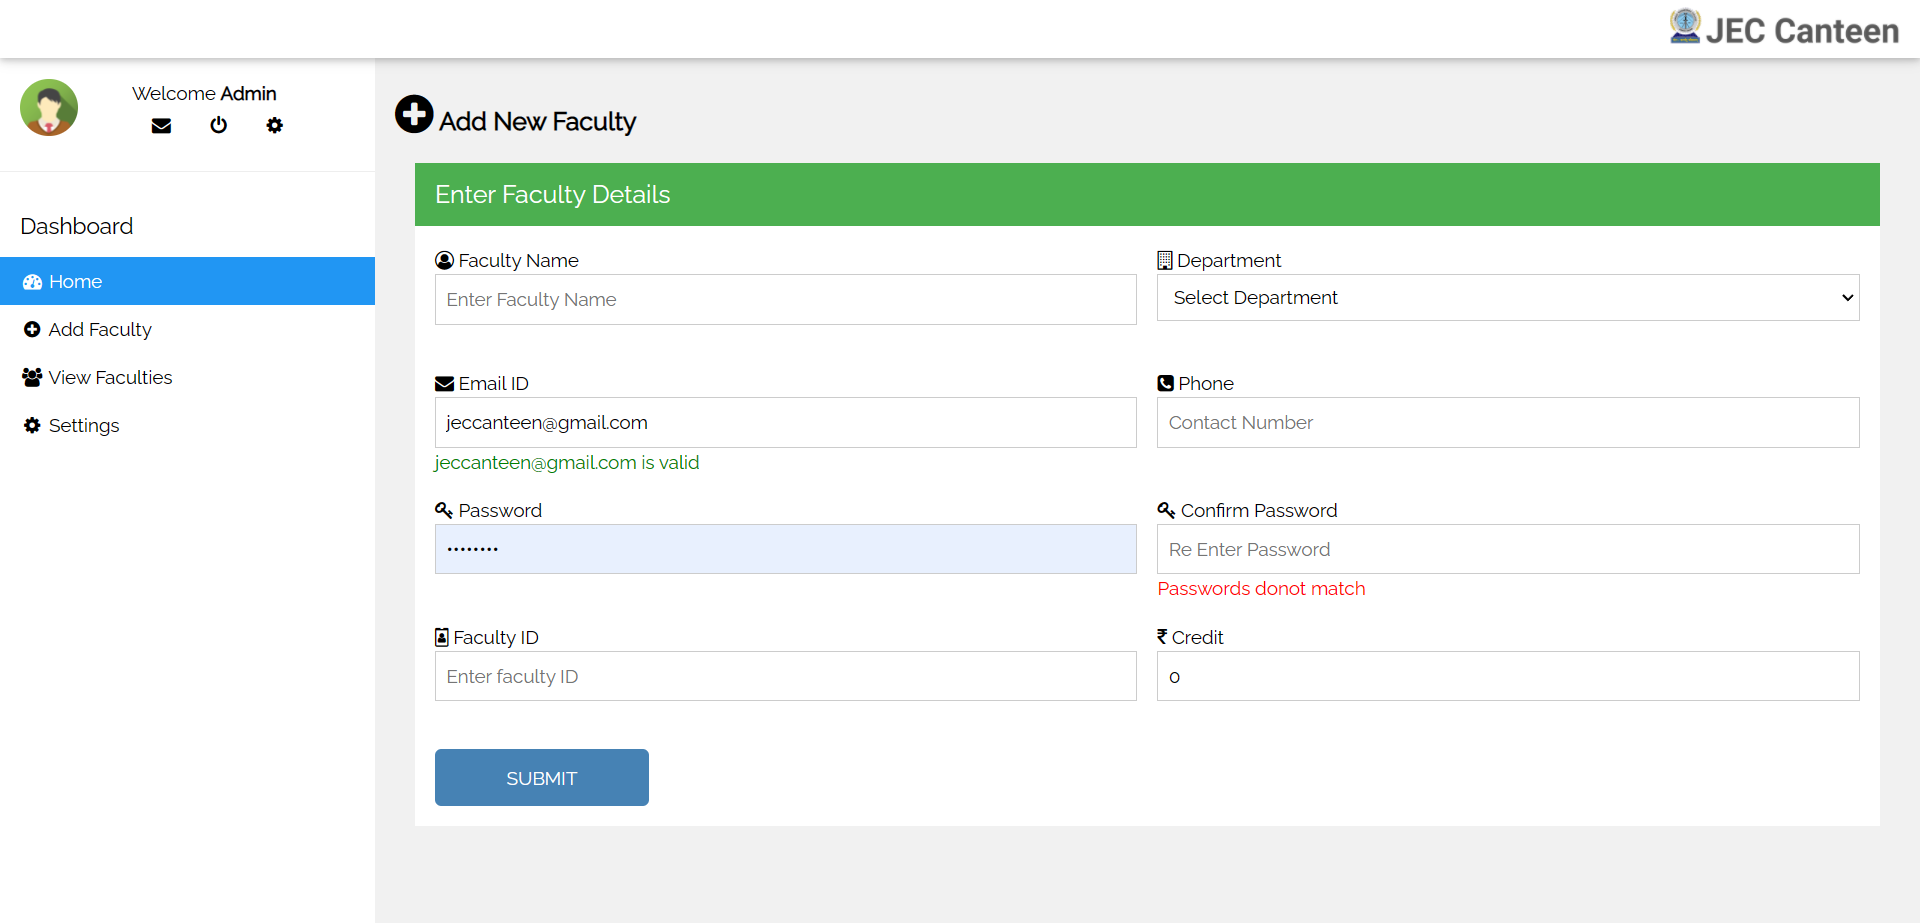 JEC Canteen
Welcome Admin
Dashboard
Home
Add Faculty
View Faculties
Settings
Add New Faculty
Enter Faculty Details
Faculty Name
Enter Faculty Name
Department
Select Department
Email ID
jeccanteen@gmail.com
jeccanteen@gmail.com is valid
Phone
Contact Number
Password
••••••••
Confirm Password
Re Enter Password
Passwords donot match
Faculty ID
Enter faculty ID
₹ Credit
0
SUBMIT